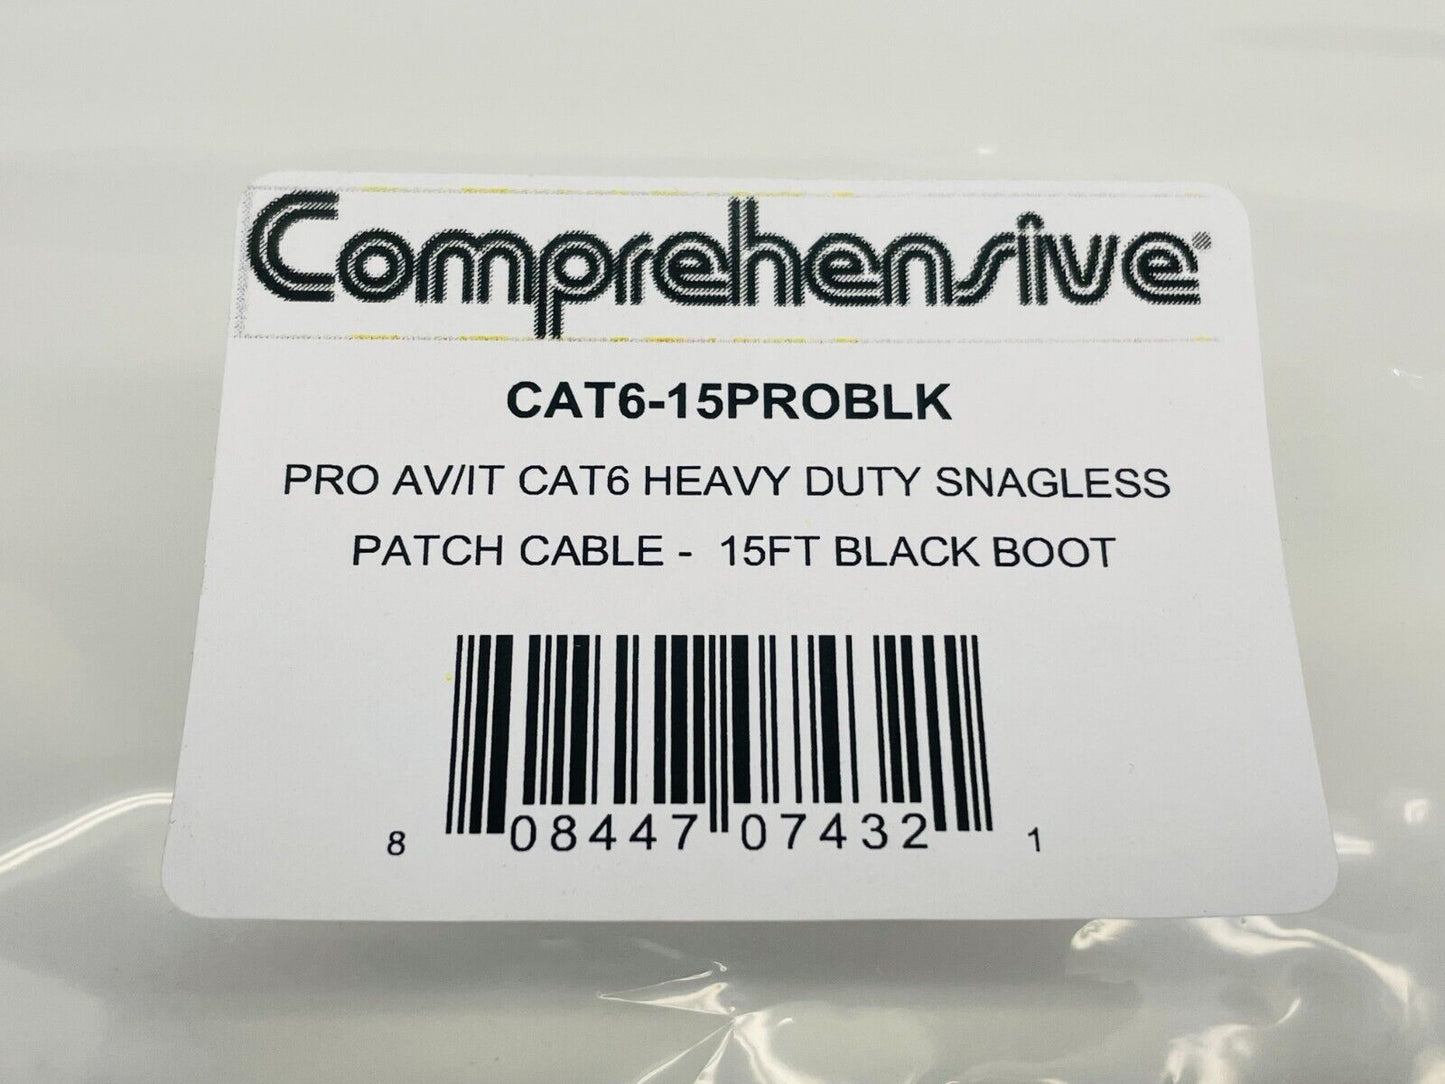 Comprehensive®
CAT6-15PROBLK
PRO AV/IT CAT6 HEAVY DUTY SNAGLESS
PATCH CABLE - 15FT BLACK BOOT
8 08447 07432 1